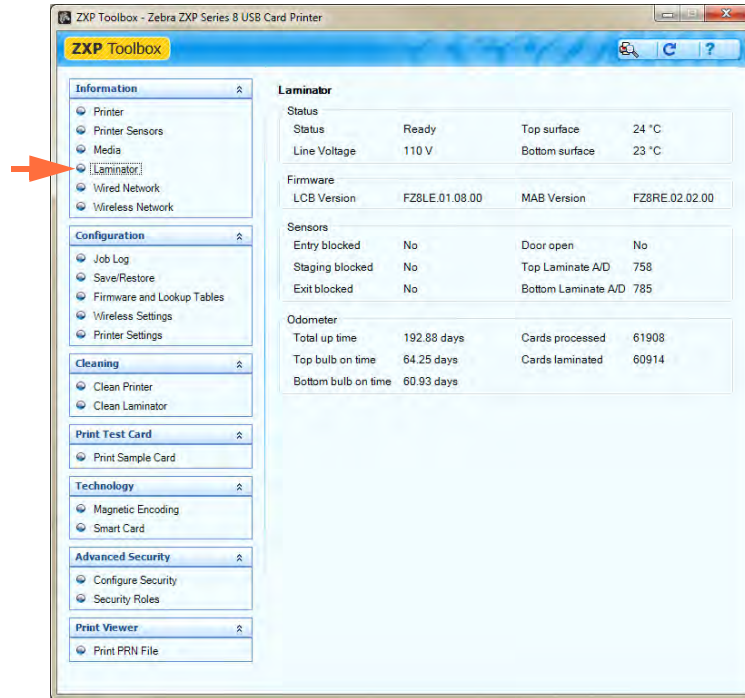 ZXP Toolbox - Zebra ZXP Series 8 USB Card Printer
ZXP Toolbox
?
Information
Printer
Printer Sensors
Media
Laminator
Wired Network
Wireless Network
Configuration
Job Log
Save/Restore
Firmware and Lookup Tables
Wireless Settings
Printer Settings
Cleaning
Clean Printer
Clean Laminator
Print Test Card
Print Sample Card
Technology
Magnetic Encoding
Smart Card
Advanced Security
Configure Security
Security Roles
Print Viewer
Print PRN File
Laminator
Status
Status Ready Top surface 24 °C
Line Voltage 110 V Bottom surface 23 °C
Firmware
LCB Version FZ8LE.01.08.00 MAB Version FZ8RE.02.02.00
Sensors
Entry blocked No Door open No
Staging blocked No Top Laminate A/D 758
Exit blocked No Bottom Laminate A/D 785
Odometer
Total up time 192.88 days Cards processed 61908
Top bulb on time 64.25 days Cards laminated 60914
Bottom bulb on time 60.93 days